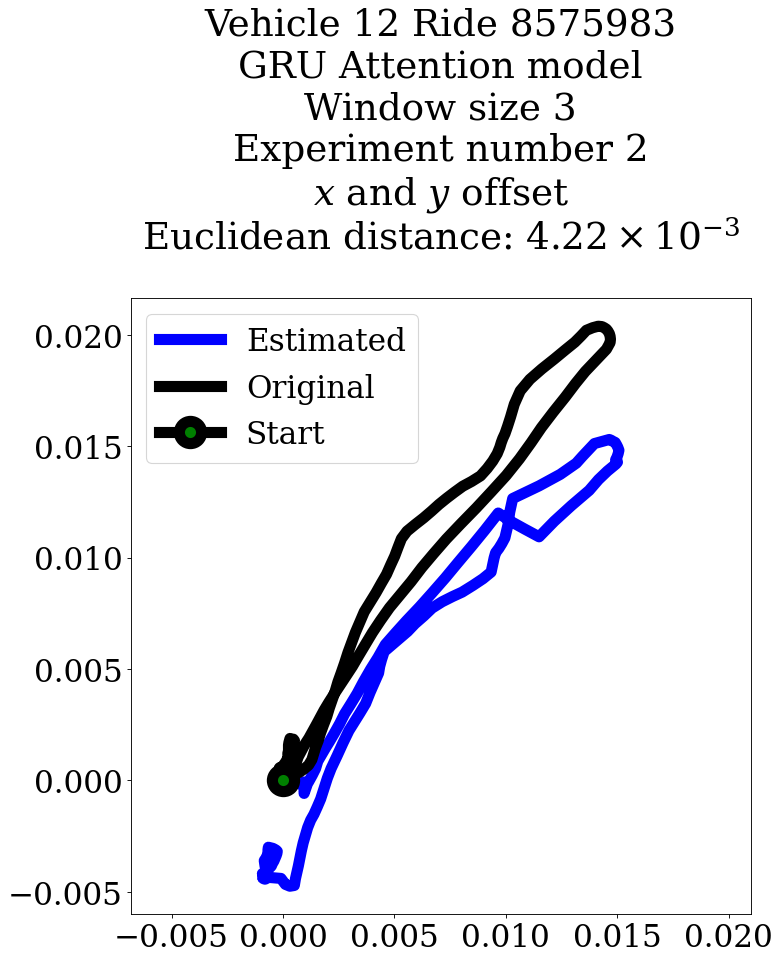 Vehicle 12 Ride 8575983
GRU Attention model
Window size 3
Experiment number 2
x and y offset
Euclidean distance: 4.22 × 10⁻³
Estimated
Original
Start
0.020
0.015
0.010
0.005
0.000
−0.005
−0.005 0.000 0.005 0.010 0.015 0.020